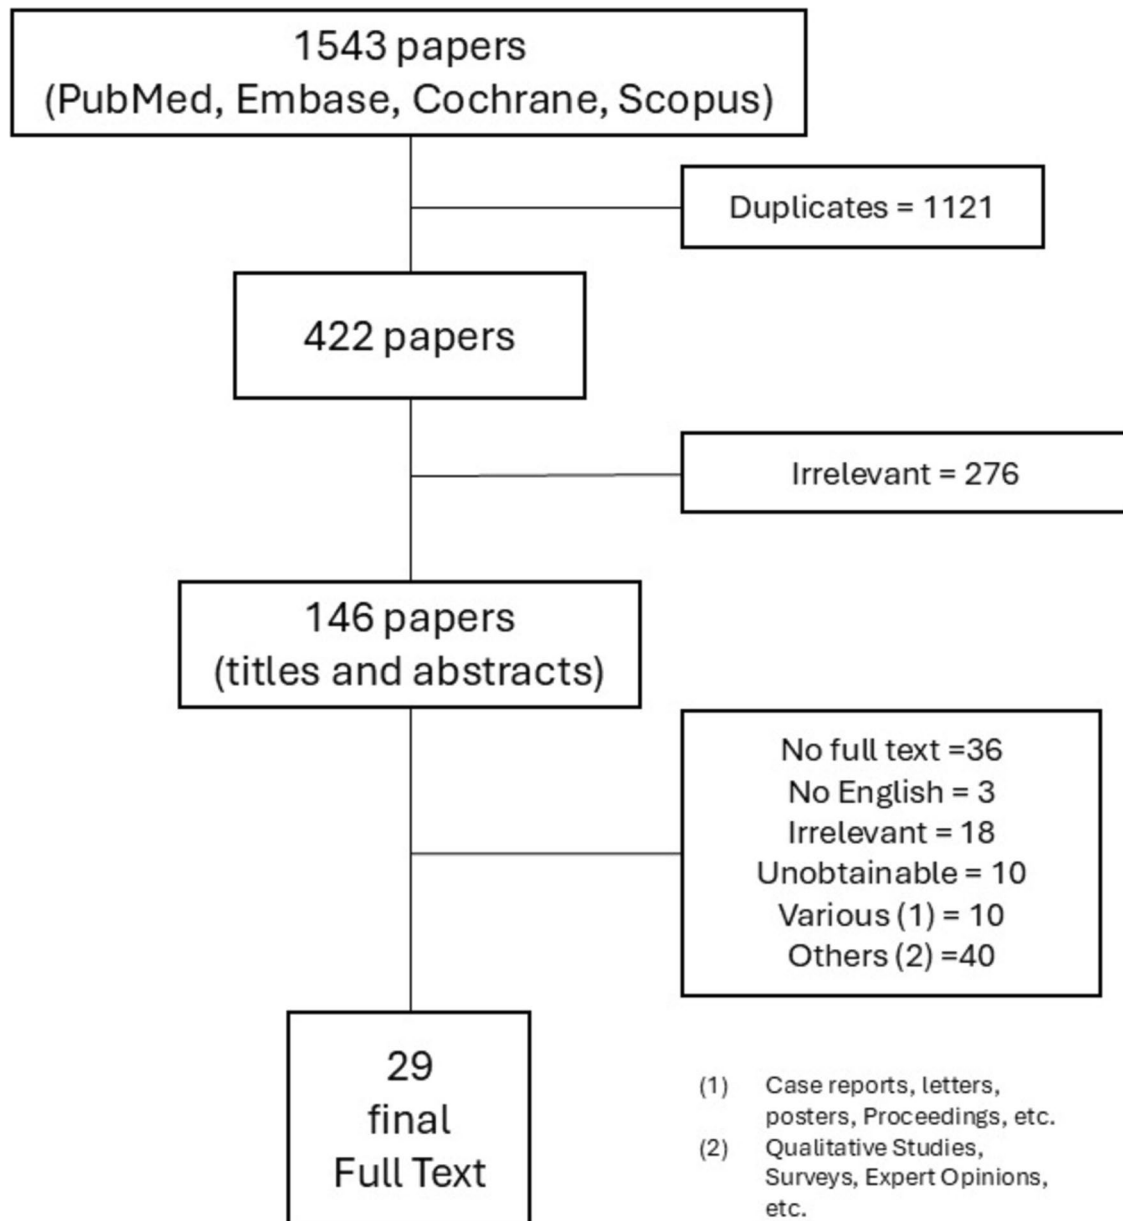 1543 papers
(PubMed, Embase, Cochrane, Scopus)
Duplicates = 1121
422 papers
Irrelevant = 276
146 papers
(titles and abstracts)
No full text =36
No English = 3
Irrelevant = 18
Unobtainable = 10
Various (1) = 10
Others (2) =40
29
final
Full Text
(1) Case reports, letters,
posters, Proceedings, etc.
(2) Qualitative Studies,
Surveys, Expert Opinions,
etc.